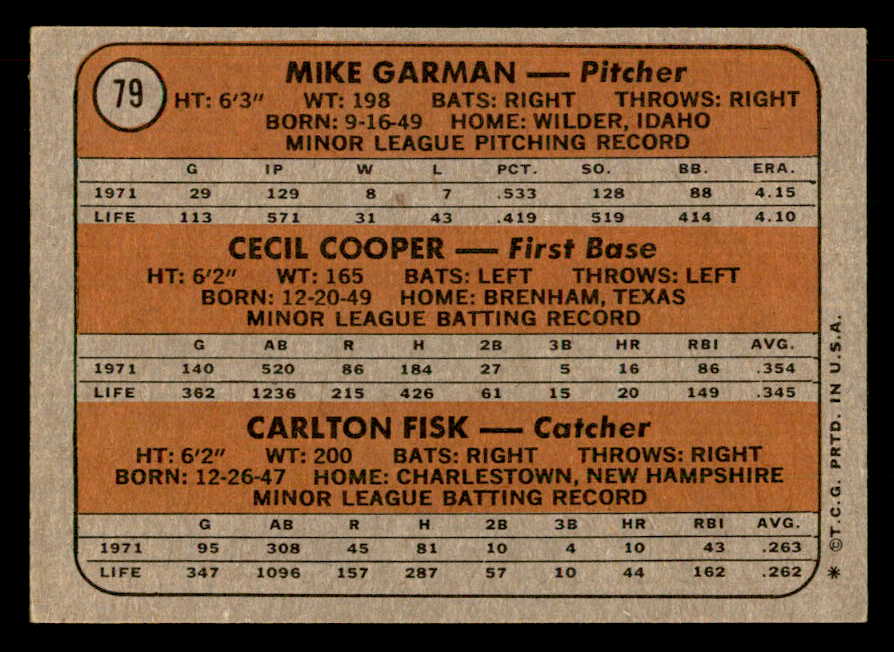 79
MIKE GARMAN — Pitcher
HT: 6'3" WT: 198 BATS: RIGHT THROWS: RIGHT
BORN: 9-16-49 HOME: WILDER, IDAHO
MINOR LEAGUE PITCHING RECORD
G IP W L PCT. SO. BB. ERA.
1971 29 129 8 7 .533 128 88 4.15
LIFE 113 571 31 43 .419 519 414 4.10
CECIL COOPER — First Base
HT: 6'2" WT: 165 BATS: LEFT THROWS: LEFT
BORN: 12-20-49 HOME: BRENHAM, TEXAS
MINOR LEAGUE BATTING RECORD
G AB R H 2B 3B HR RBI AVG.
1971 140 520 86 184 27 5 16 86 .354
LIFE 362 1236 215 426 61 15 20 149 .345
CARLTON FISK — Catcher
HT: 6'2" WT: 200 BATS: RIGHT THROWS: RIGHT
BORN: 12-26-47 HOME: CHARLESTOWN, NEW HAMPSHIRE
MINOR LEAGUE BATTING RECORD
G AB R H 2B 3B HR RBI AVG.
1971 95 308 45 81 10 4 10 43 .263
LIFE 347 1096 157 287 57 10 44 162 .262
* ©T.C.G. PRTD. IN U.S.A.